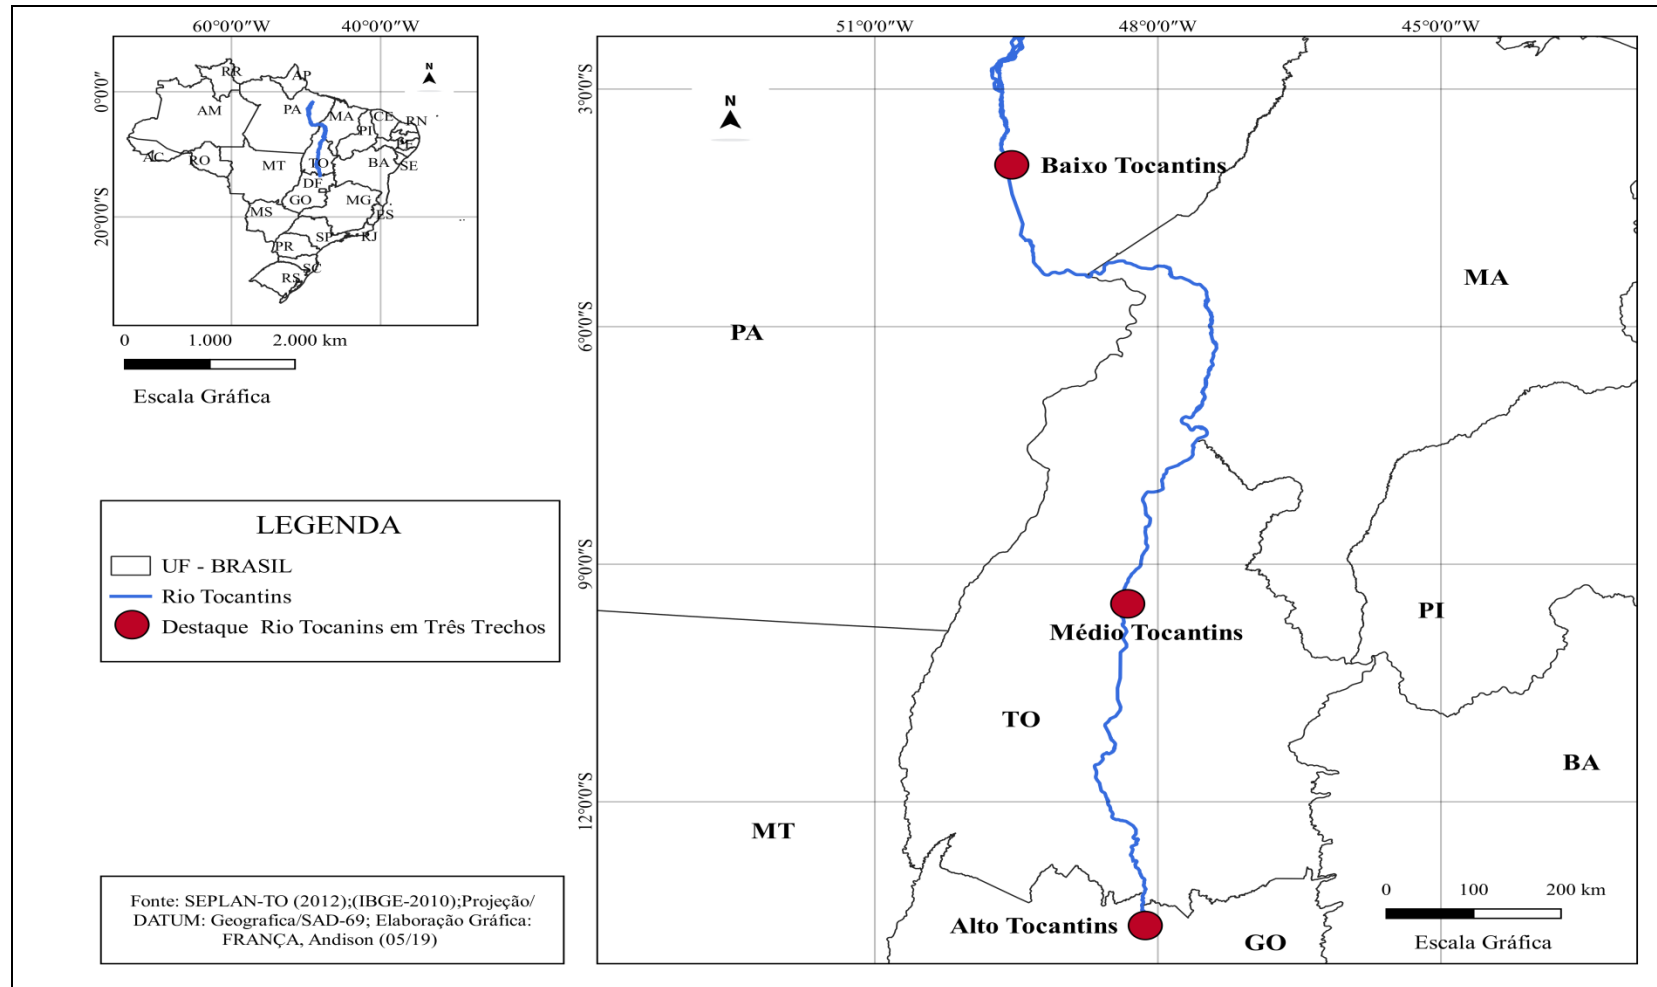 60°0'0"W 40°0'0"W
0°0'0"
20°0'0"S
N
RR
AP
AM
PA
MA
CE
RN
PI
PE
AC
RO
MT
TO
BA
SE
DF
GO
MG
MS
ES
SP
RJ
PR
SC
RS
0 1.000 2.000 km
Escala Gráfica
LEGENDA
UF - BRASIL
Rio Tocantins
Destaque Rio Tocanins em Três Trechos
Fonte: SEPLAN-TO (2012);(IBGE-2010);Projeção/
DATUM: Geografica/SAD-69; Elaboração Gráfica:
FRANÇA, Andison (05/19)
51°0'0"W 48°0'0"W 45°0'0"W
3°0'0"S
6°0'0"S
9°0'0"S
12°0'0"S
N
Baixo Tocantins
MA
PA
PI
Médio Tocantins
TO
BA
MT
Alto Tocantins
GO
0 100 200 km
Escala Gráfica